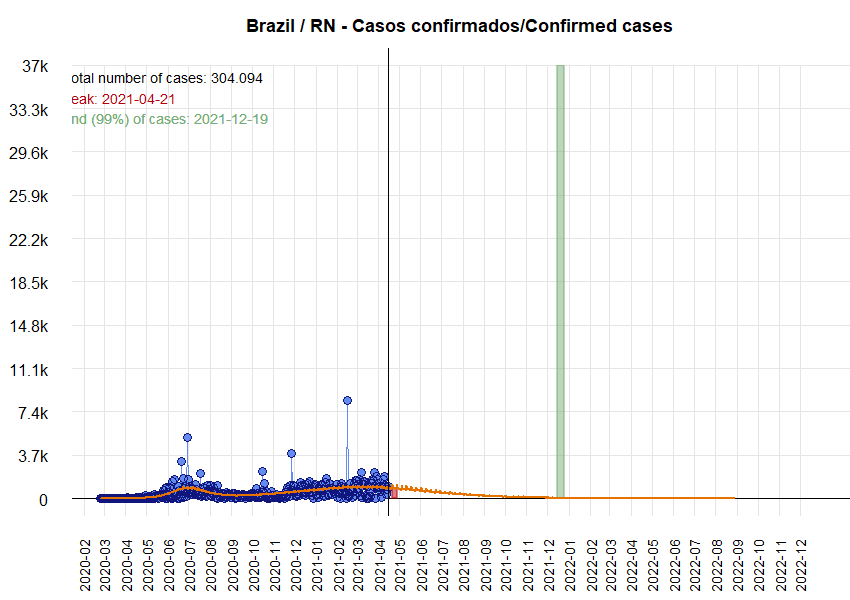 Brazil / RN - Casos confirmados/Confirmed cases
37k
otal number of cases: 304.094
eak: 2021-04-21
33.3k
nd (99%) of cases: 2021-12-19
29.6k
25.9k
22.2k
18.5k
14.8k
11.1k
7.4k
3.7k
0
2020-02
2020-03
2020-04
2020-05
2020-06
2020-07
2020-08
2020-09
2020-10
2020-11
2020-12
2021-01
2021-02
2021-03
2021-04
2021-05
2021-06
2021-07
2021-08
2021-09
2021-10
2021-11
2021-12
2022-01
2022-02
2022-03
2022-04
2022-05
2022-06
2022-07
2022-08
2022-09
2022-10
2022-11
2022-12